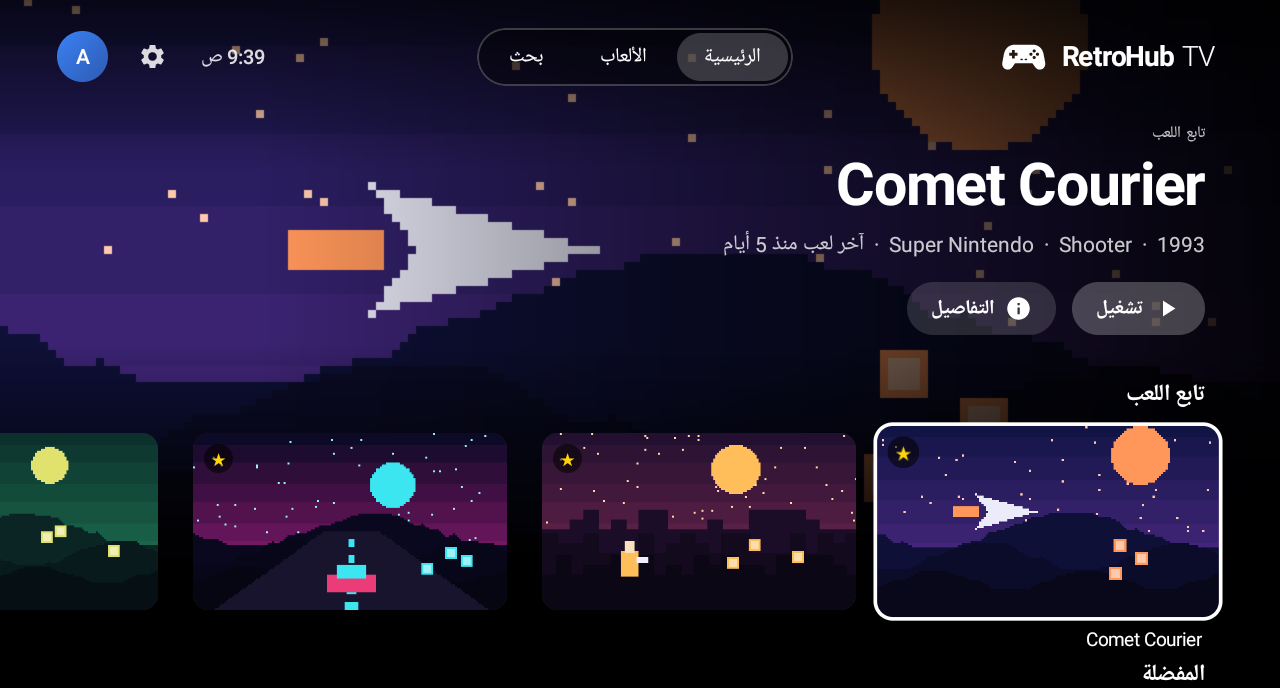 RetroHub TV
الرئيسية
الألعاب
بحث
9:39 ص
A
تابع اللعب
Comet Courier
1993 · Shooter · Super Nintendo · آخر لعب منذ 5 أيام
تشغيل
التفاصيل
تابع اللعب
Comet Courier
المفضلة